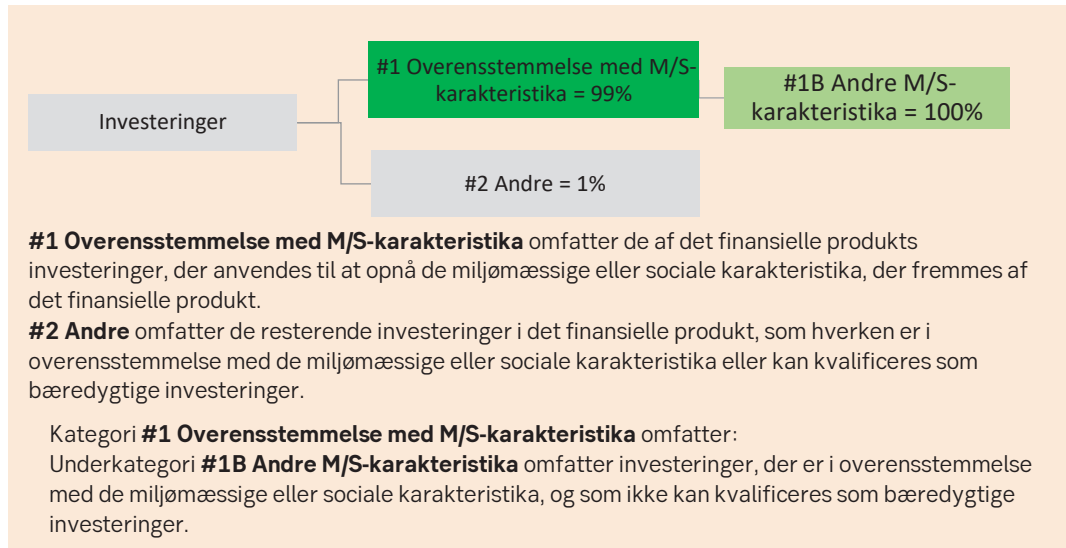 #1 Overensstemmelse med M/S-
karakteristika = 99%
#1B Andre M/S-
karakteristika = 100%
Investeringer
#2 Andre = 1%
#1 Overensstemmelse med M/S-karakteristika omfatter de af det finansielle produkts
investeringer, der anvendes til at opnå de miljømæssige eller sociale karakteristika, der fremmes af
det finansielle produkt.
#2 Andre omfatter de resterende investeringer i det finansielle produkt, som hverken er i
overensstemmelse med de miljømæssige eller sociale karakteristika eller kan kvalificeres som
bæredygtige investeringer.
Kategori #1 Overensstemmelse med M/S-karakteristika omfatter:
Underkategori #1B Andre M/S-karakteristika omfatter investeringer, der er i overensstemmelse
med de miljømæssige eller sociale karakteristika, og som ikke kan kvalificeres som bæredygtige
investeringer.